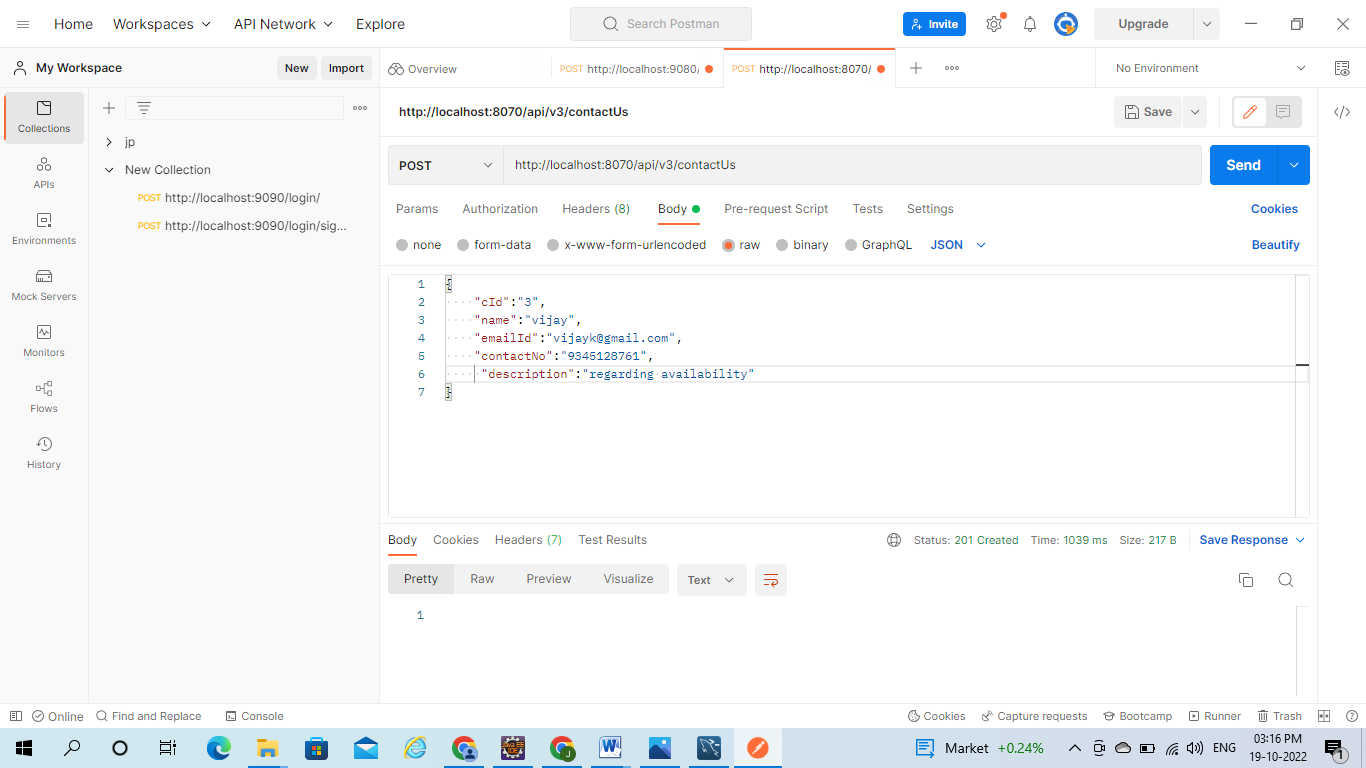 Home Workspaces API Network Explore Search Postman Invite Upgrade
My Workspace New Import Overview POST http://localhost:9080/ POST http://localhost:8070/ No Environment
Collections
APIs
Environments
Mock Servers
Monitors
Flows
History
jp
New Collection
POST http://localhost:9090/login/
POST http://localhost:9090/login/sig...
http://localhost:8070/api/v3/contactUs Save
POST http://localhost:8070/api/v3/contactUs Send
Params Authorization Headers (8) Body Pre-request Script Tests Settings Cookies
none form-data x-www-form-urlencoded raw binary GraphQL JSON Beautify
1 {
2 "cId":"3",
3 "name":"vijay",
4 "emailId":"vijayk@gmail.com",
5 "contactNo":"9345128761",
6 "description":"regarding availability"
7 }
Body Cookies Headers (7) Test Results Status: 201 Created Time: 1039 ms Size: 217 B Save Response
Pretty Raw Preview Visualize Text
1
Online Find and Replace Console Cookies Capture requests Bootcamp Runner Trash
Market +0.24% ENG 03:16 PM
19-10-2022
1